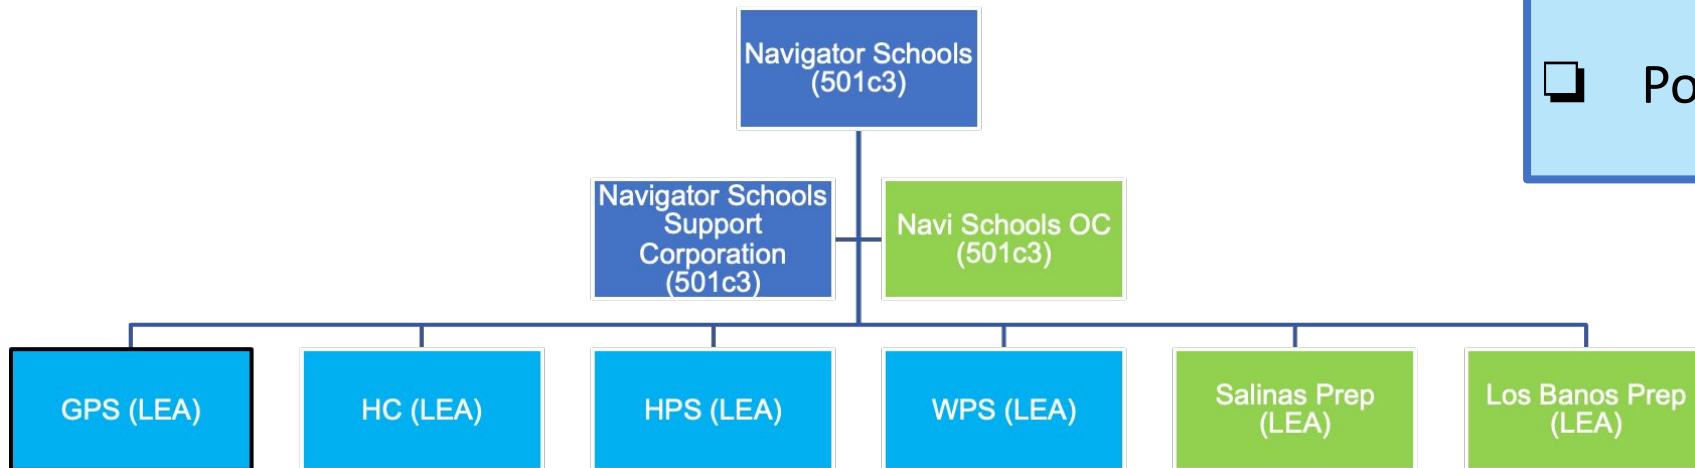 Navigator Schools
(501c3)
Po
Navigator Schools
Support
Corporation
(501c3)
Navi Schools OC
(501c3)
GPS (LEA)
HC (LEA)
HPS (LEA)
WPS (LEA)
Salinas Prep
(LEA)
Los Banos Prep
(LEA)